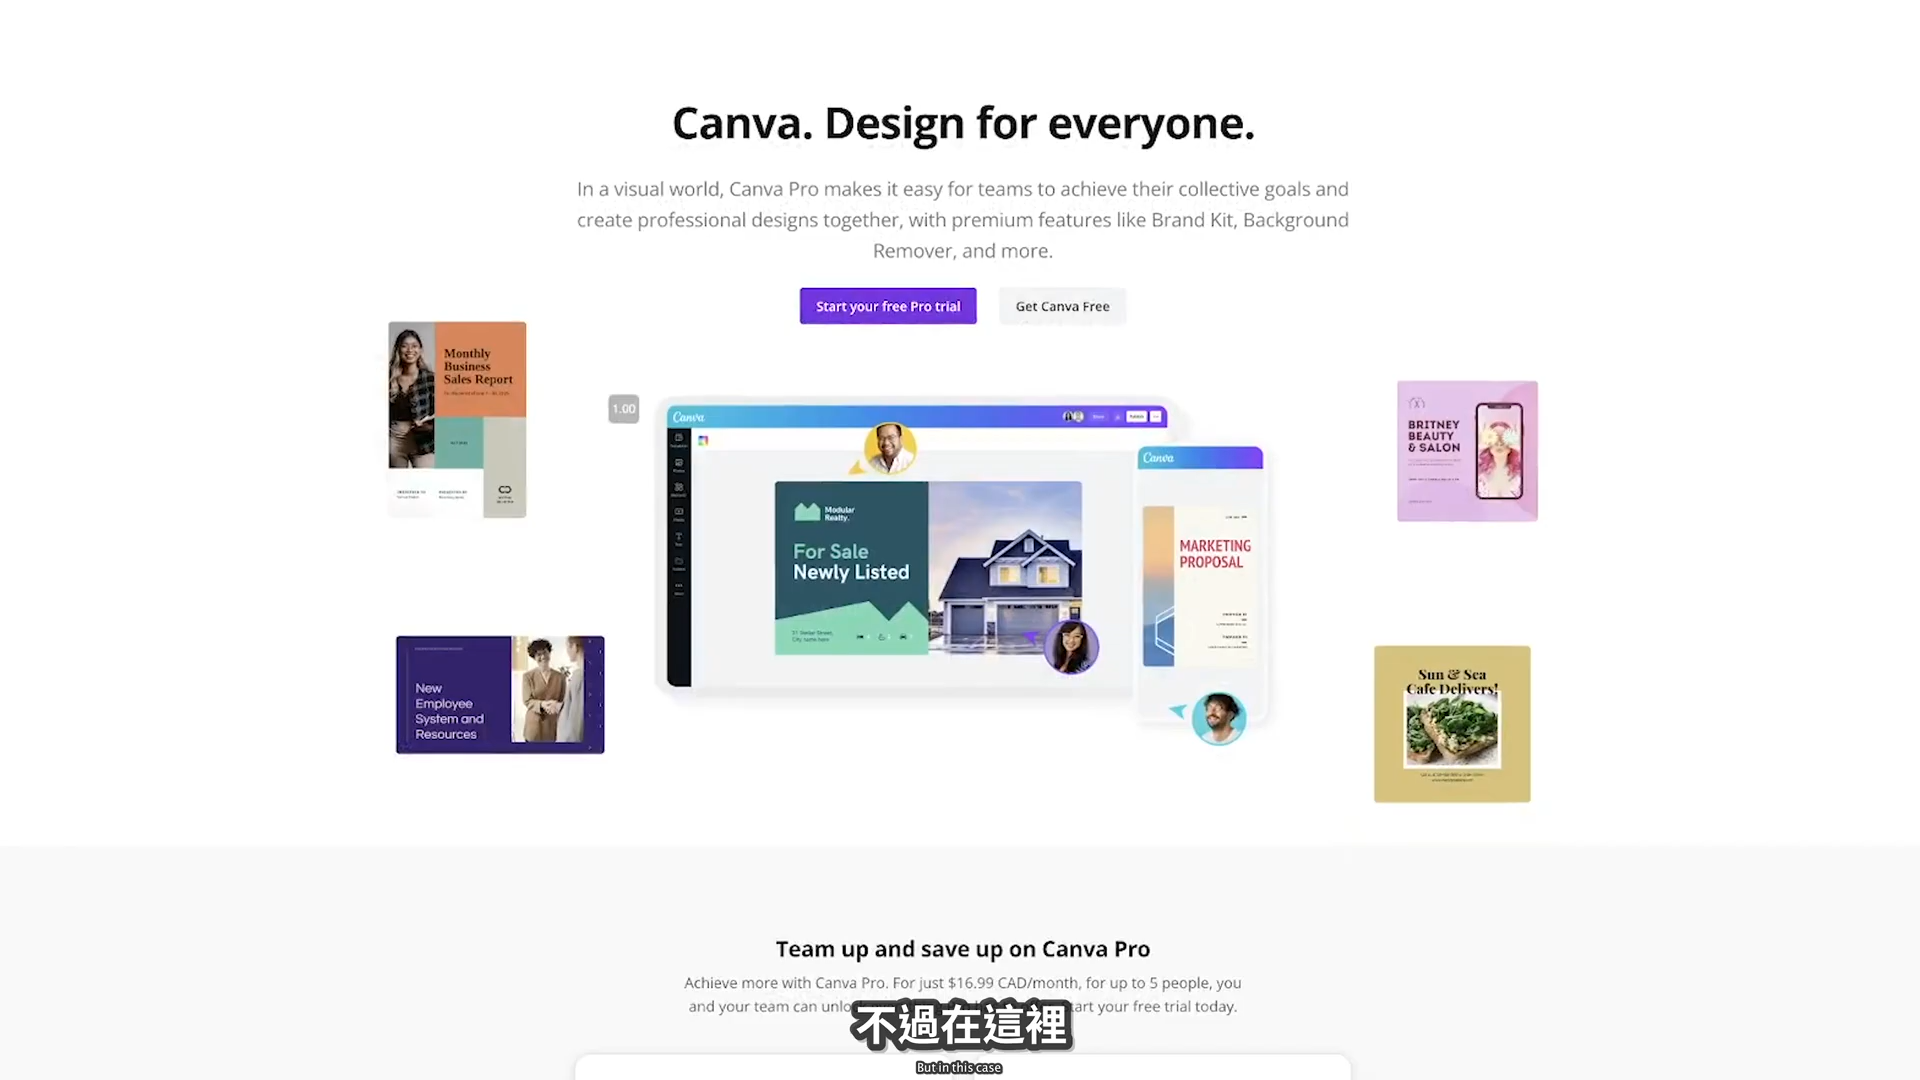 Canva. Design for everyone.
In a visual world, Canva Pro makes it easy for teams to achieve their collective goals and
create professional designs together, with premium features like Brand Kit, Background
Remover, and more.
Start your free Pro trial
Get Canva Free
Monthly
Business
Sales Report
1.00
Canva
Modular
Realty.
For Sale
Newly Listed
Canva
MARKETING
PROPOSAL
BRITNEY
BEAUTY
& SALON
New
Employee
System and
Resources
Sun & Sea
Cafe Delivers!
Team up and save up on Canva Pro
Achieve more with Canva Pro. For just $16.99 CAD/month, for up to 5 people, you
and your team can tart your free trial today.
不過在這裡
But in this case